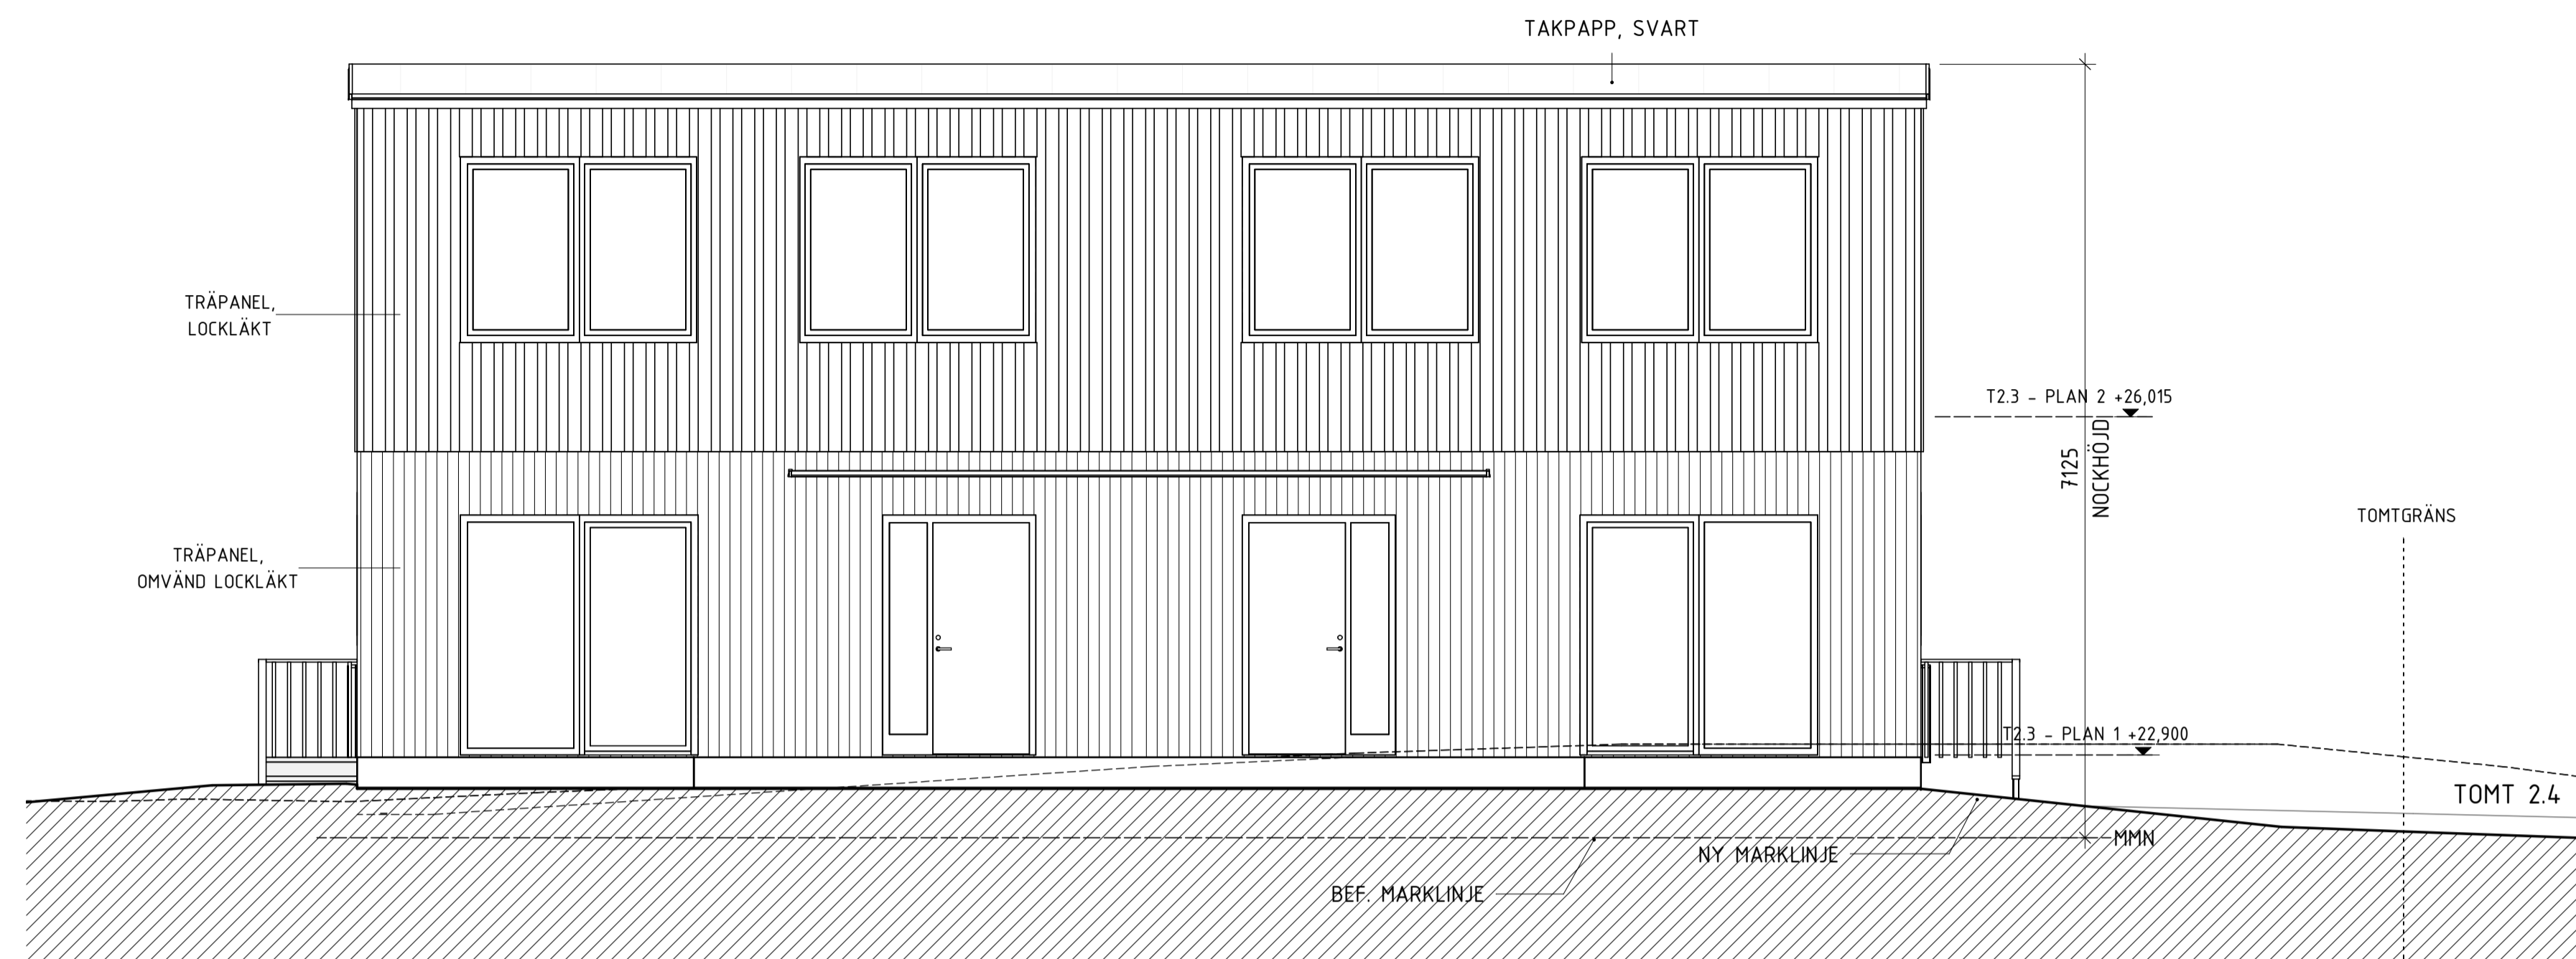 TAKPAPP, SVART
TRÄPANEL,
LOCKLÄKT
T2.3 - PLAN 2 +26,015
7125
NOCKHÖJD
TOMTGRÄNS
TRÄPANEL,
OMVÄND LOCKLÄKT
T2.3 - PLAN 1 +22,900
TOMT 2.4
MMN
NY MARKLINJE
BEF. MARKLINJE